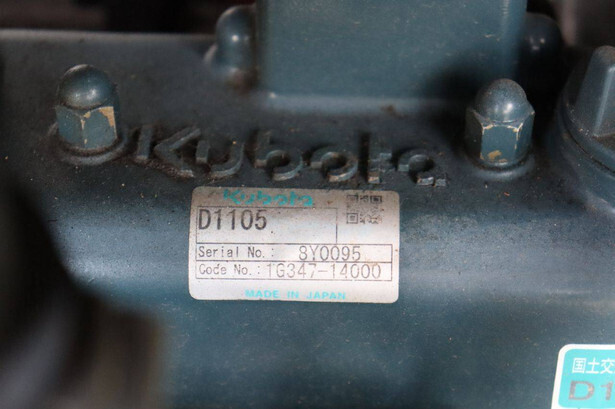 Kubota
Kubota
D1105
Serial No.: 8Y0095
Code No.: 1G347-14000
MADE IN JAPAN
国土交
D1